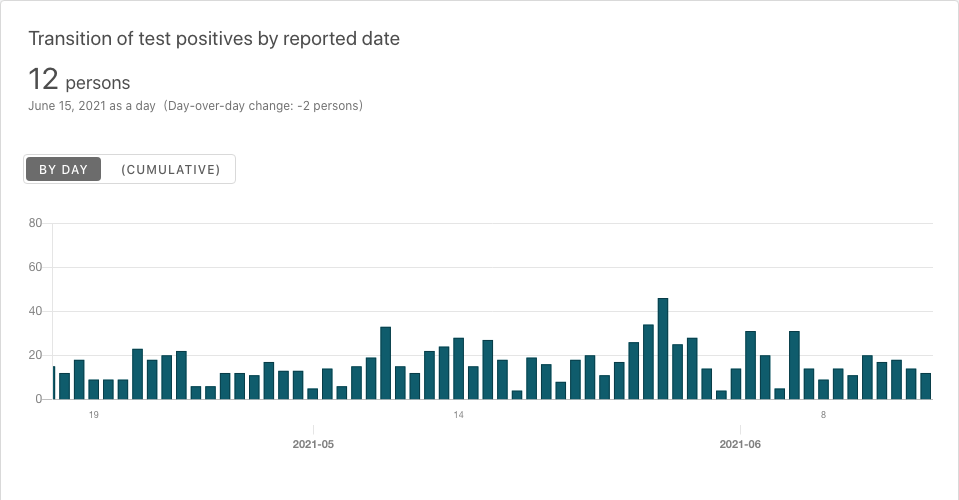 Transition of test positives by reported date
12 persons
June 15, 2021 as a day (Day-over-day change: -2 persons)
BY DAY (CUMULATIVE)
80
60
40
20
0
19 14 8
2021-05 2021-06